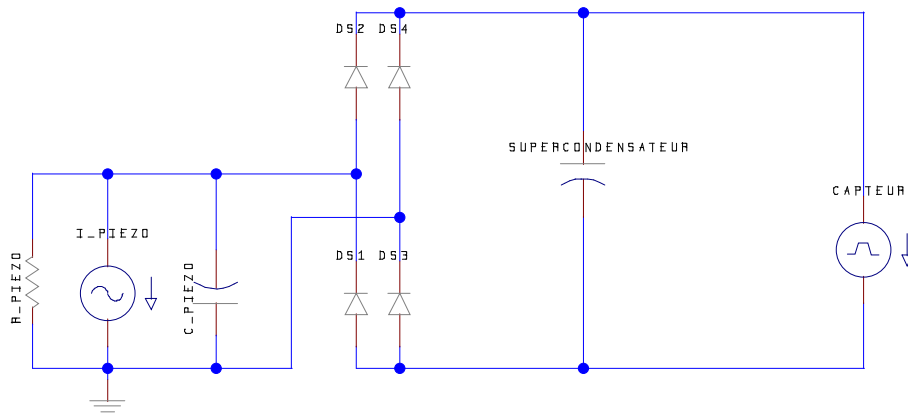 DS2 DS4
SUPERCONDENSATEUR
CAPTEUR
I_PIEZO
DS1 DS3
R_PIEZO
C_PIEZO